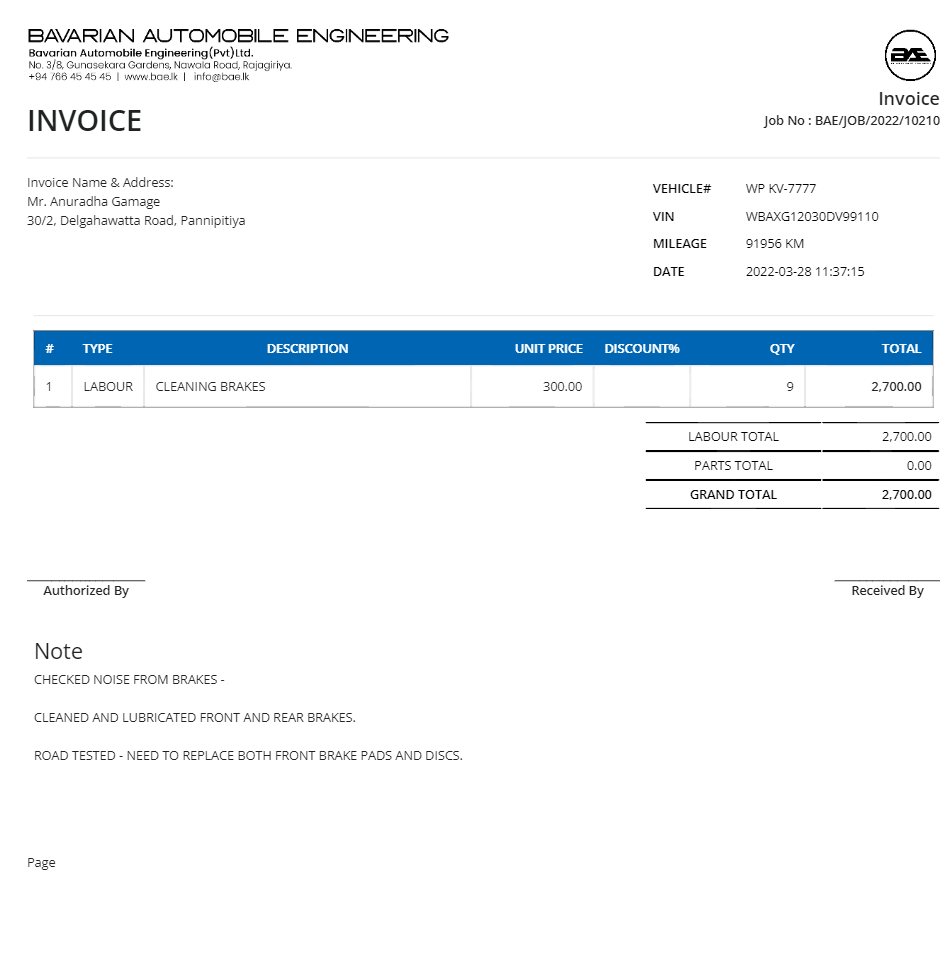 BAVARIAN AUTOMOBILE ENGINEERING
Bavarian Automobile Engineering(Pvt)Ltd.
No. 3/8, Gunasekara Gardens, Nawala Road, Rajagiriya.
+94 766 45 45 45 | www.bae.lk | info@bae.lk
BAE
Invoice
INVOICE
Job No : BAE/JOB/2022/10210
Invoice Name & Address:
Mr. Anuradha Gamage
30/2, Delgahawatta Road, Pannipitiya
VEHICLE# WP KV-7777
VIN WBAXG12030DV99110
MILEAGE 91956 KM
DATE 2022-03-28 11:37:15
# TYPE DESCRIPTION UNIT PRICE DISCOUNT% QTY TOTAL
1 LABOUR CLEANING BRAKES 300.00 9 2,700.00
LABOUR TOTAL 2,700.00
PARTS TOTAL 0.00
GRAND TOTAL 2,700.00
Authorized By Received By
Note
CHECKED NOISE FROM BRAKES -
CLEANED AND LUBRICATED FRONT AND REAR BRAKES.
ROAD TESTED - NEED TO REPLACE BOTH FRONT BRAKE PADS AND DISCS.
Page